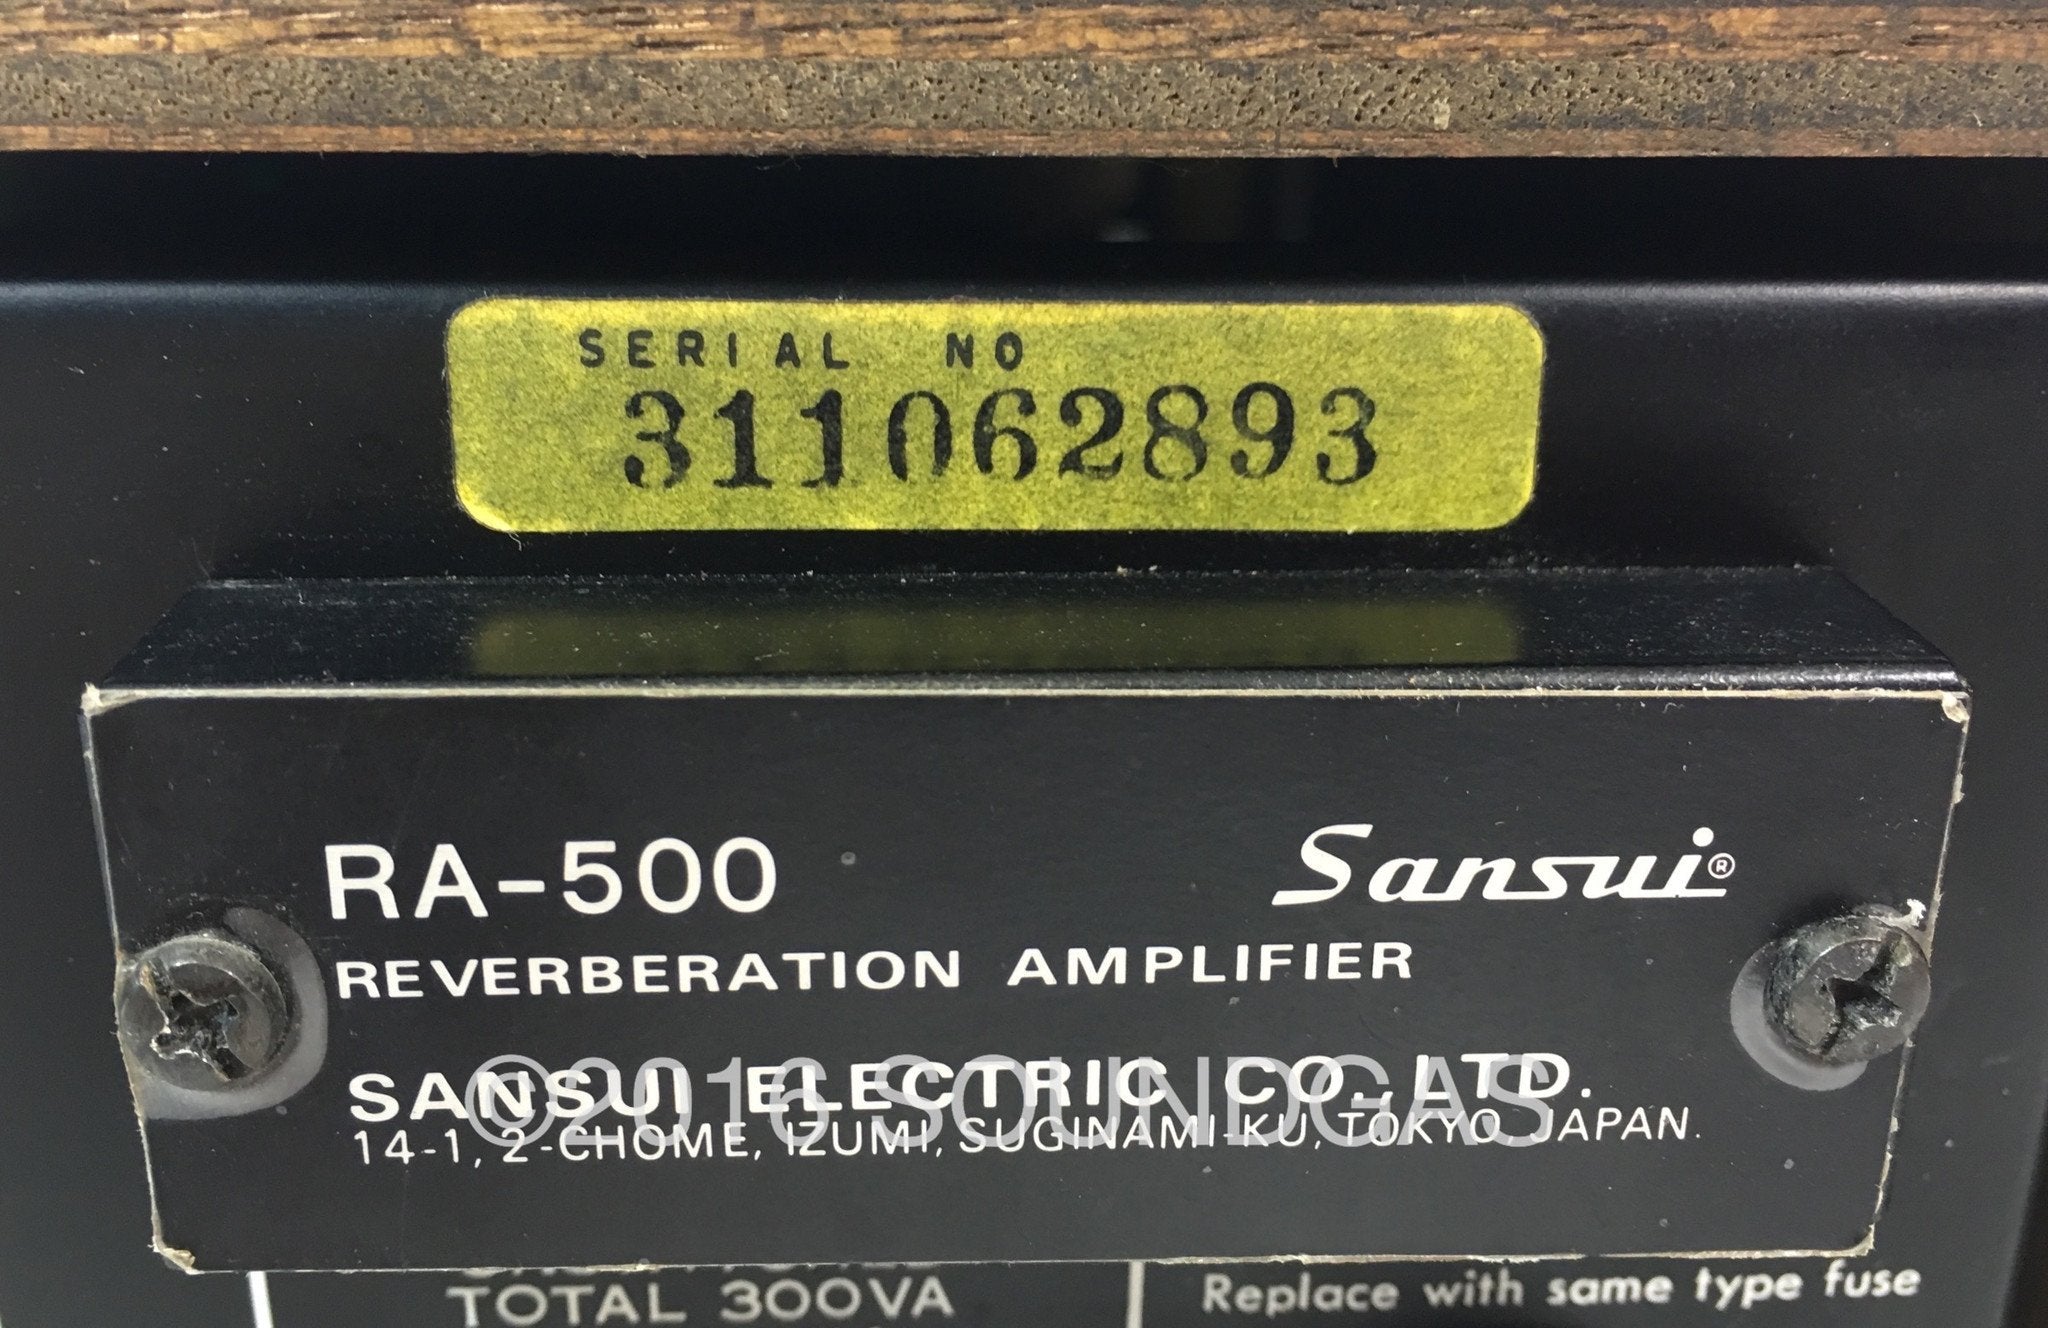 SERIAL NO
311062893
RA-500
Sansui®
REVERBERATION AMPLIFIER
SANSUI ELECTRIC CO., LTD.
©2016 SOUNDGAS
14-1, 2-CHOME, IZUMI, SUGINAMI-KU, TOKYO, JAPAN.
TOTAL 300VA
Replace with same type fuse